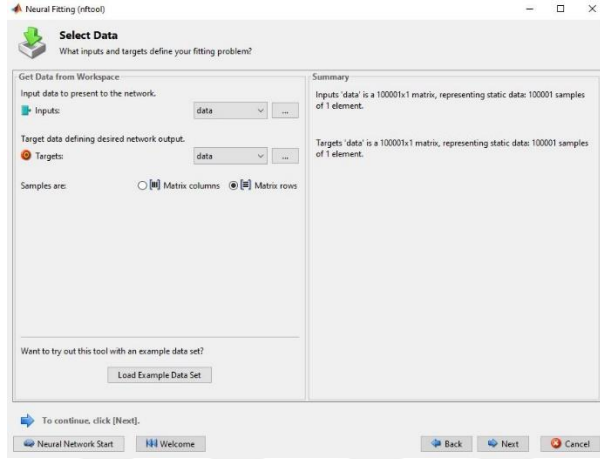 Neural Fitting (nftool)
Select Data
What inputs and targets define your fitting problem?
Get Data from Workspace
Input data to present to the network.
Inputs:
data
...
Target data defining desired network output.
Targets:
data
...
Samples are:
Matrix columns
Matrix rows
Want to try out this tool with an example data set?
Load Example Data Set
Summary
Inputs 'data' is a 100001x1 matrix, representing static data: 100001 samples
of 1 element.
Targets 'data' is a 100001x1 matrix, representing static data: 100001 samples
of 1 element.
To continue, click [Next].
Neural Network Start
Welcome
Back
Next
Cancel